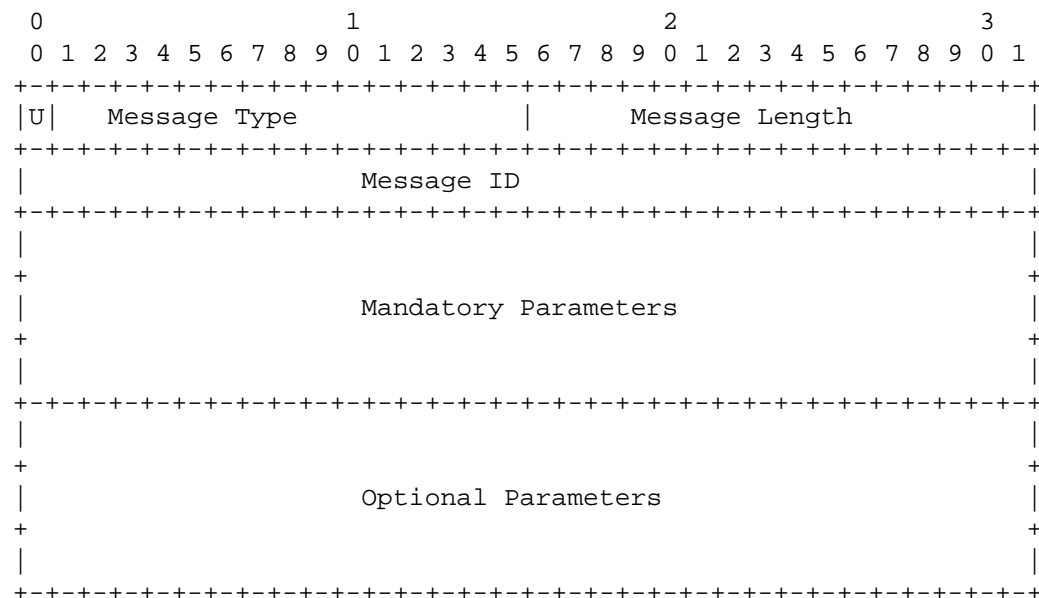 0                   1                   2                   3
 0 1 2 3 4 5 6 7 8 9 0 1 2 3 4 5 6 7 8 9 0 1 2 3 4 5 6 7 8 9 0 1
+-+-+-+-+-+-+-+-+-+-+-+-+-+-+-+-+-+-+-+-+-+-+-+-+-+-+-+-+-+-+-+-+
|U|   Message Type              |      Message Length           |
+-+-+-+-+-+-+-+-+-+-+-+-+-+-+-+-+-+-+-+-+-+-+-+-+-+-+-+-+-+-+-+-+
|                     Message ID                                |
+-+-+-+-+-+-+-+-+-+-+-+-+-+-+-+-+-+-+-+-+-+-+-+-+-+-+-+-+-+-+-+-+
|                                                               |
+                                                               +
|                     Mandatory Parameters                      |
+                                                               +
|                                                               |
+-+-+-+-+-+-+-+-+-+-+-+-+-+-+-+-+-+-+-+-+-+-+-+-+-+-+-+-+-+-+-+-+
|                                                               |
+                                                               +
|                     Optional Parameters                       |
+                                                               +
|                                                               |
+-+-+-+-+-+-+-+-+-+-+-+-+-+-+-+-+-+-+-+-+-+-+-+-+-+-+-+-+-+-+-+-+